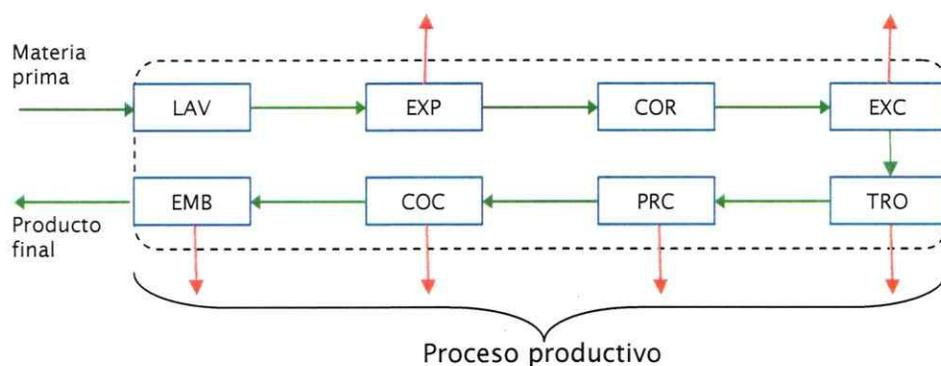 Materia
prima
LAV
EXP
COR
EXC
EMB
COC
PRC
TRO
Producto
final
Proceso productivo